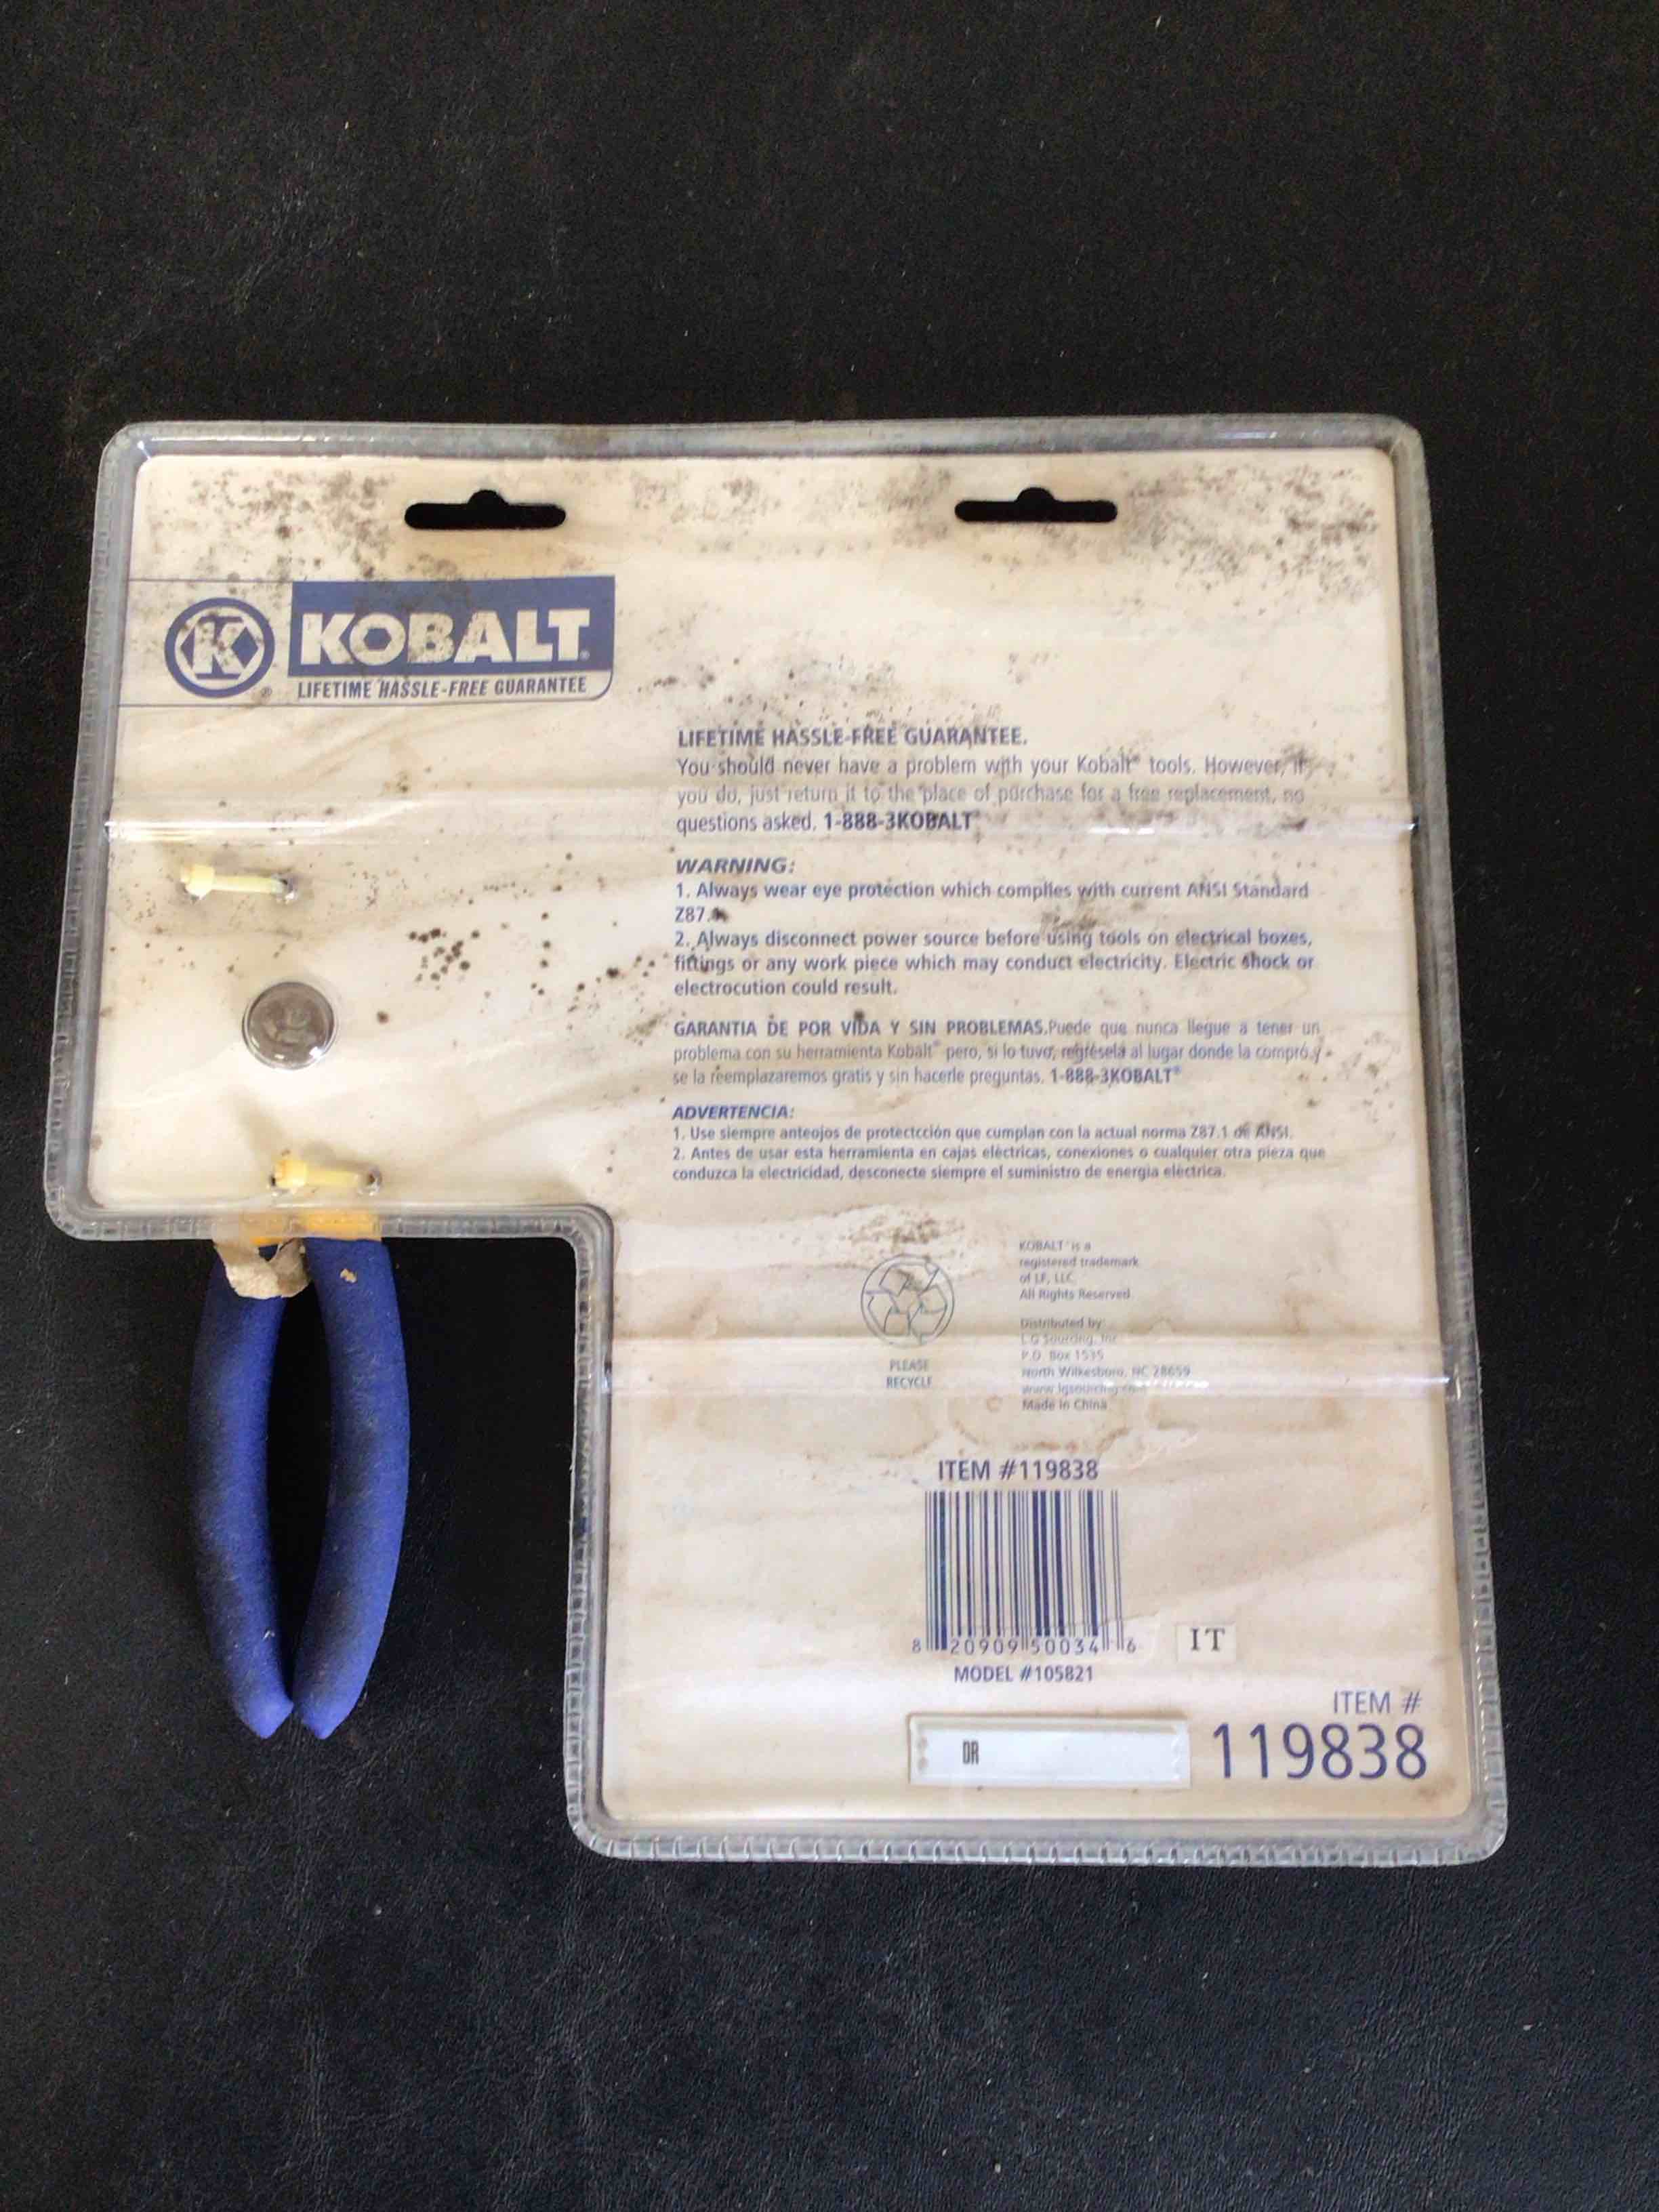 K
®
KOBALT®
LIFETIME HASSLE-FREE GUARANTEE
LIFETIME HASSLE-FREE GUARANTEE.
You should never have a problem with your Kobalt® tools. However, if
you do, just return it to the place of purchase for a free replacement, no
questions asked. 1-888-3KOBALT®
WARNING:
1. Always wear eye protection which complies with current ANSI Standard
Z87.
2. Always disconnect power source before using tools on electrical boxes,
fittings or any work piece which may conduct electricity. Electric shock or
electrocution could result.
GARANTIA DE POR VIDA Y SIN PROBLEMAS.Puede que nunca llegue a tener un
problema con su herramienta Kobalt® pero, si lo tuvo, regrésela al lugar donde la compró y
se la reemplazaremos gratis y sin hacerle preguntas. 1-888-3KOBALT®
ADVERTENCIA:
1. Use siempre anteojos de protectcción que cumplan con la actual norma Z87.1 de ANSI.
2. Antes de usar esta herramienta en cajas eléctricas, conexiones o cualquier otra pieza que
conduzca la electricidad, desconecte siempre el suministro de energia eléctrica.
PLEASE
RECYCLE
KOBALT® is a
registered trademark
of LF, LLC
All Rights Reserved
Distributed by
L G Sourcing, Inc.
P.O. Box 1535
North Wilkesboro, NC 28659
www.lgsourcing.com
Made in China
ITEM #119838
8 20909 50034 6
MODEL #105821
IT
DR
ITEM #
119838